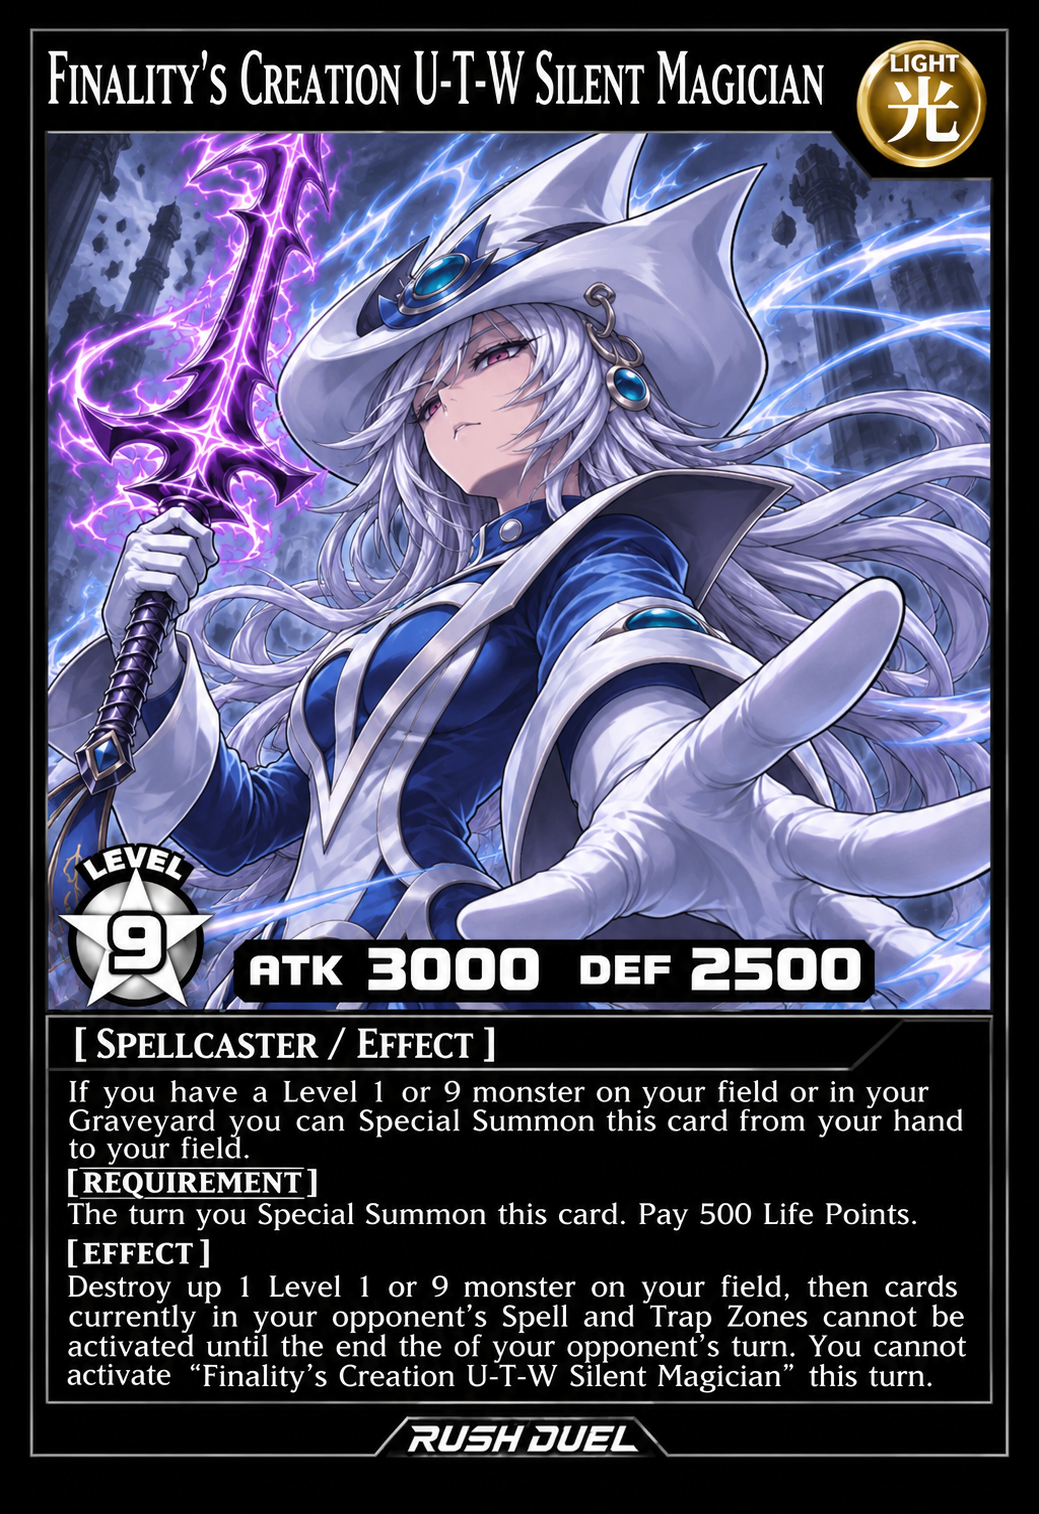 Finality's Creation U-T-W Silent Magician
LIGHT
光
LEVEL
9
ATK 3000 DEF 2500
[ Spellcaster / Effect ]
If you have a Level 1 or 9 monster on your field or in your
Graveyard you can Special Summon this card from your hand
to your field.
[REQUIREMENT]
The turn you Special Summon this card. Pay 500 Life Points.
[EFFECT]
Destroy up 1 Level 1 or 9 monster on your field, then cards
currently in your opponent's Spell and Trap Zones cannot be
activated until the end the of your opponent's turn. You cannot
activate "Finality's Creation U-T-W Silent Magician" this turn.
RUSH DUEL